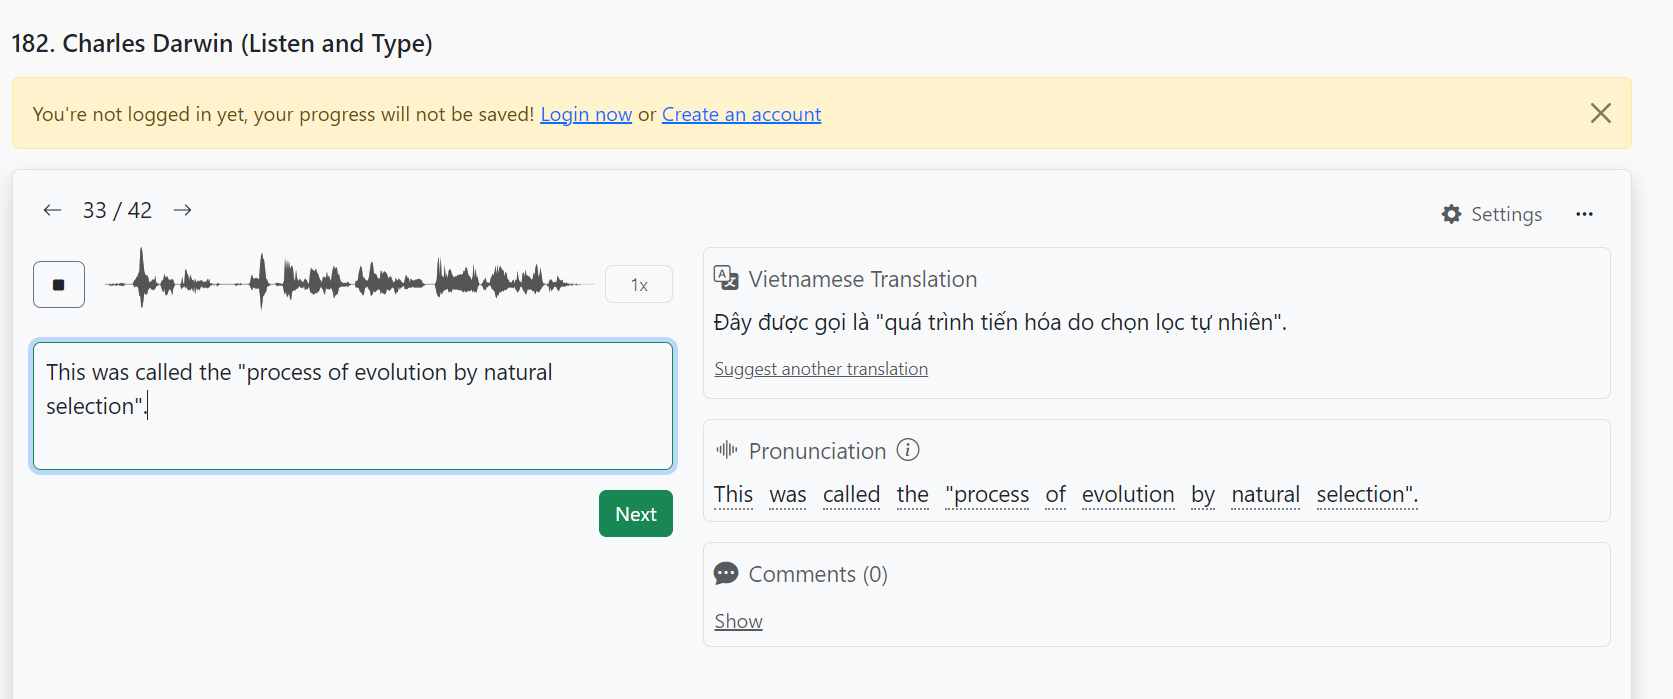 182. Charles Darwin (Listen and Type)
You're not logged in yet, your progress will not be saved! Login now or Create an account
33 / 42
Settings
1x
This was called the "process of evolution by natural
selection".
Next
Vietnamese Translation
Đây được gọi là "quá trình tiến hóa do chọn lọc tự nhiên".
Suggest another translation
Pronunciation
This was called the "process of evolution by natural selection".
Comments (0)
Show